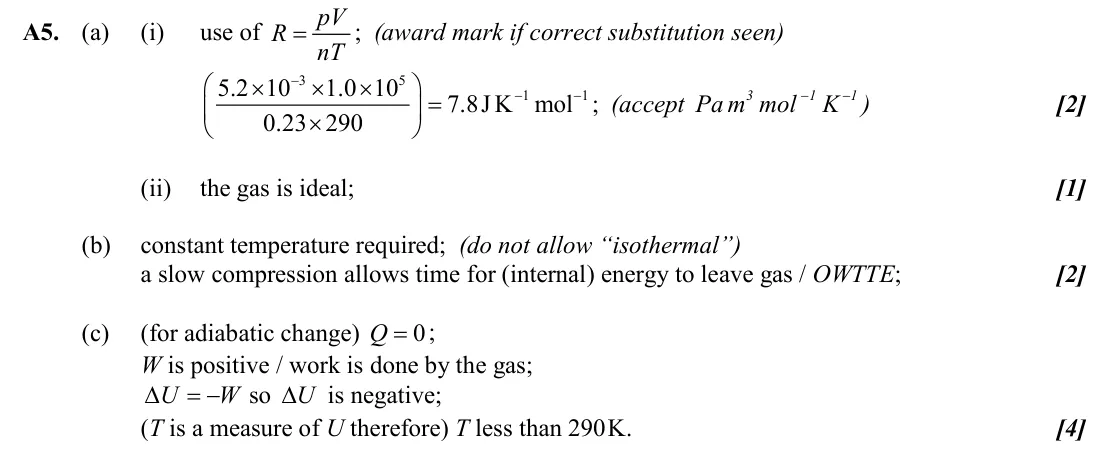 A5. (a) (i) use of R = pV/nT; (award mark if correct substitution seen)
(5.2×10⁻³×1.0×10⁵ / 0.23×290) = 7.8 J K⁻¹ mol⁻¹; (accept Pa m³ mol⁻¹ K⁻¹) [2]
(ii) the gas is ideal; [1]
(b) constant temperature required; (do not allow “isothermal”)
a slow compression allows time for (internal) energy to leave gas / OWTTE; [2]
(c) (for adiabatic change) Q = 0;
W is positive / work is done by the gas;
ΔU = –W so ΔU is negative;
(T is a measure of U therefore) T less than 290K. [4]